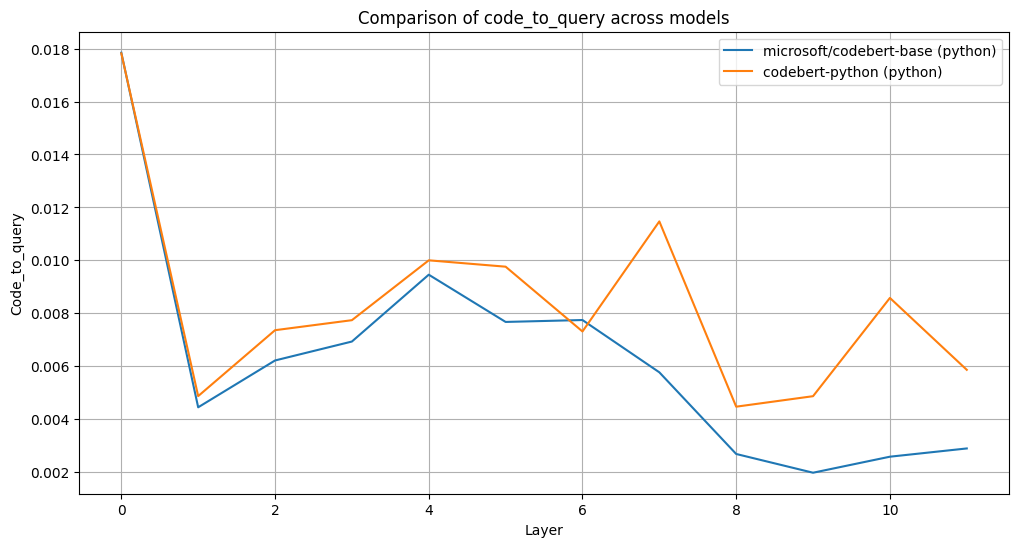 Comparison of code_to_query across models
microsoft/codebert-base (python)
codebert-python (python)
Code_to_query
0.018
0.016
0.014
0.012
0.010
0.008
0.006
0.004
0.002
0 2 4 6 8 10
Layer